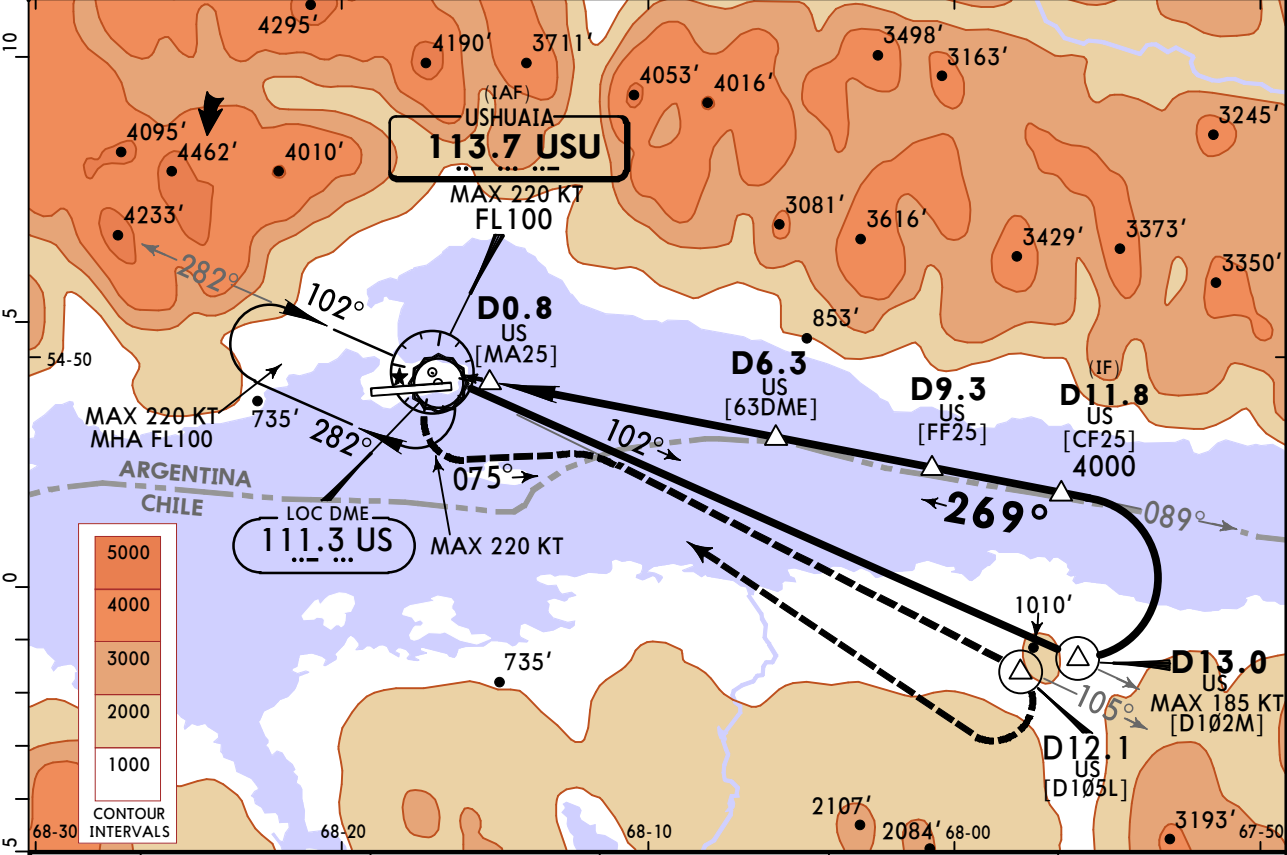 10
4295′
4190′
3711′
3498′
3163′
4053′
4016′
3245′
(IAF)
USHUAIA
113.7 USU
MAX 220 KT
FL100
4095′
4462′
4010′
4233′
3081′
3616′
3429′
3373′
3350′
282°
102°
5
54-50
D0.8
US
[MA25]
853′
D6.3
US
[63DME]
D9.3
US
[FF25]
(IF)
D11.8
US
[CF25]
4000
MAX 220 KT
MHA FL100
735′
282°
102°
075°
269°
089°
ARGENTINA
CHILE
LOC DME
111.3 US
MAX 220 KT
0
5000
4000
3000
2000
1000
CONTOUR
INTERVALS
735′
1010′
D13.0
US
MAX 185 KT
[D102M]
105°
D12.1
US
[D105L]
2107′
2084′
3193′
5
68-30
68-20
68-10
68-00
67-50